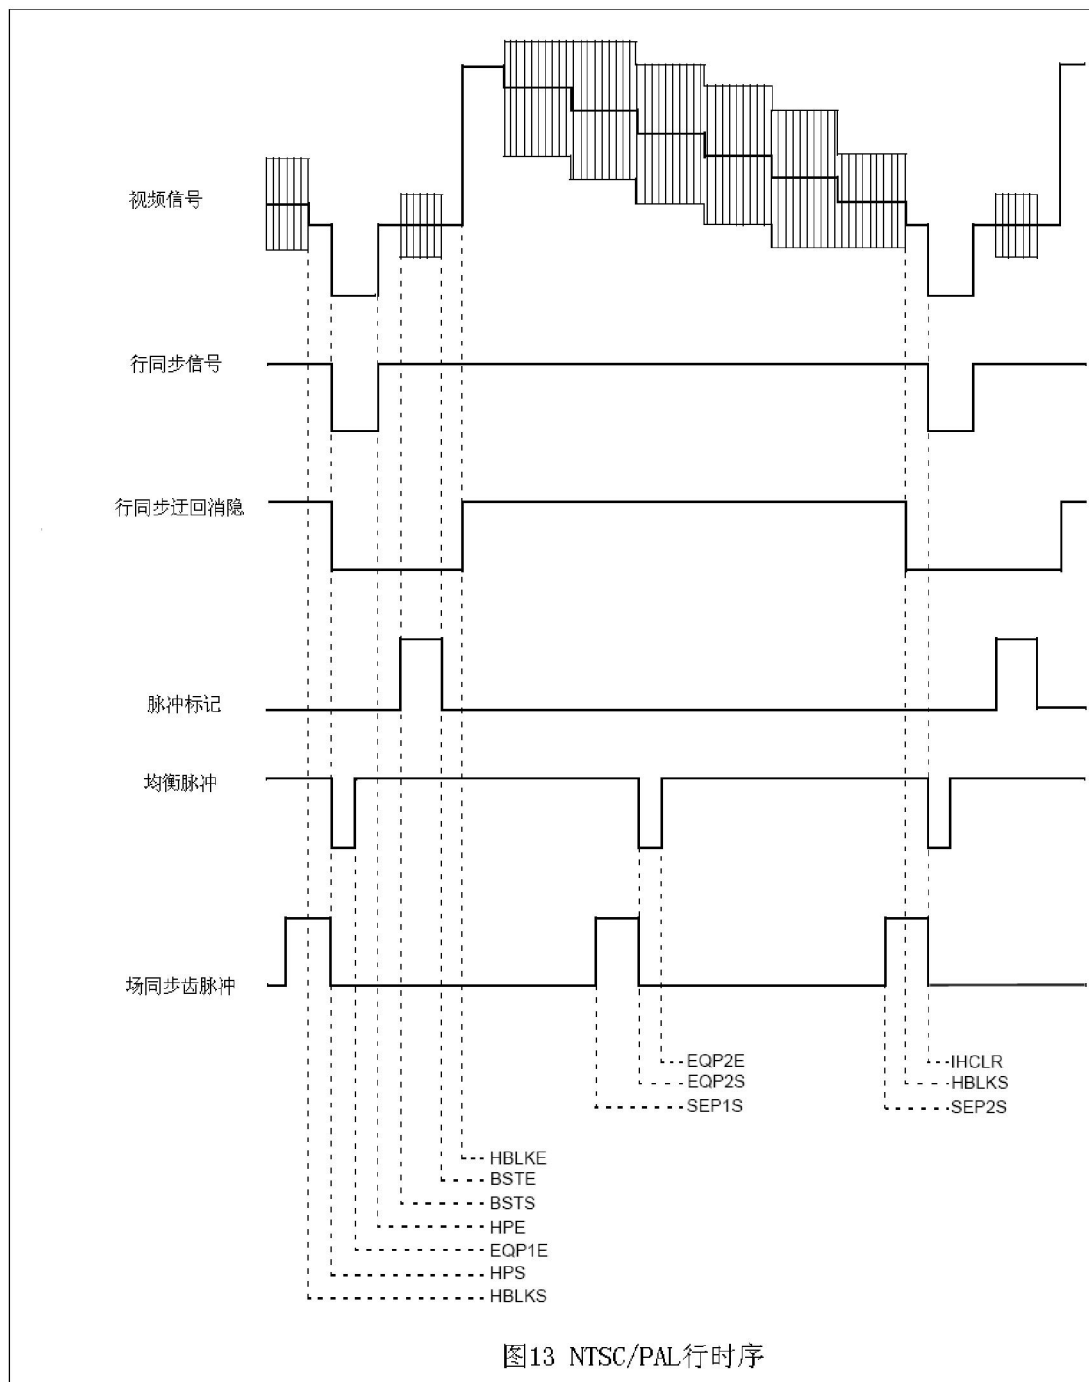 视频信号
行同步信号
行同步迂回消隐
脉冲标记
均衡脉冲
场同步齿脉冲
EQP2E
EQP2S
SEP1S
IHCLR
HBLKS
SEP2S
HBLKE
BSTE
BSTS
HPE
EQP1E
HPS
HBLKS
图13 NTSC/PAL行时序